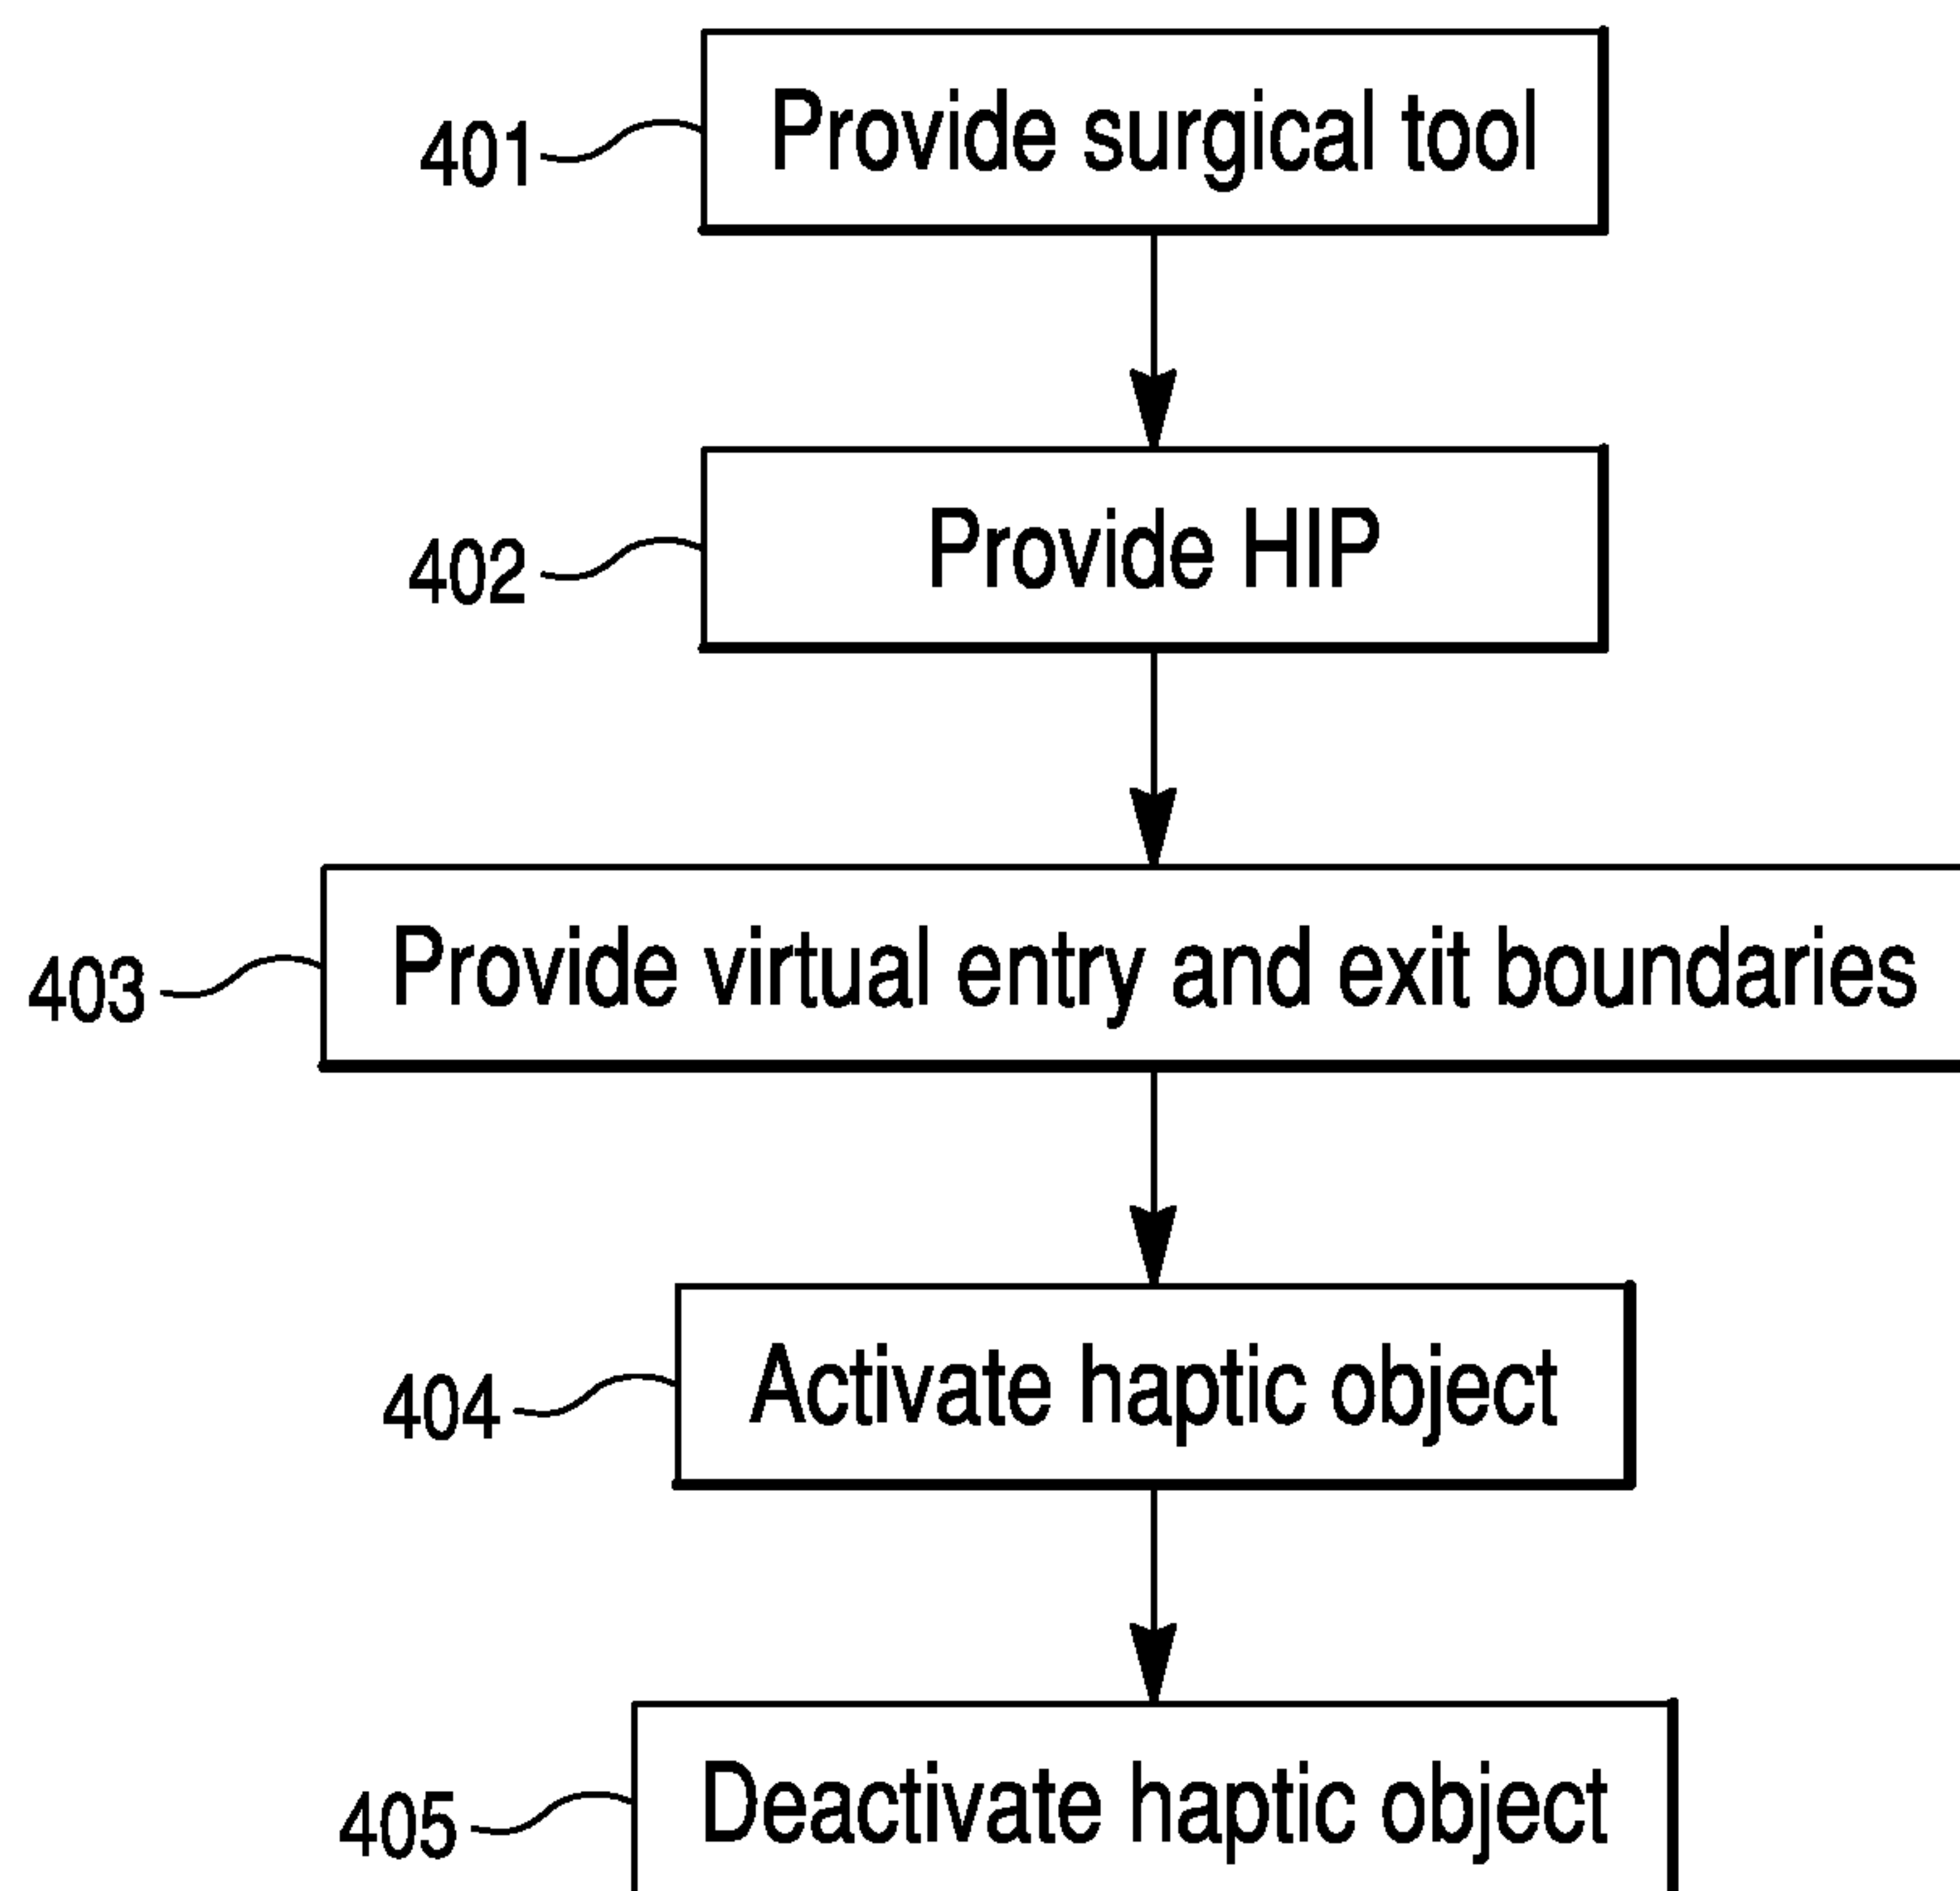 401 Provide surgical tool
402 Provide HIP
403 Provide virtual entry and exit boundaries
404 Activate haptic object
405 Deactivate haptic object